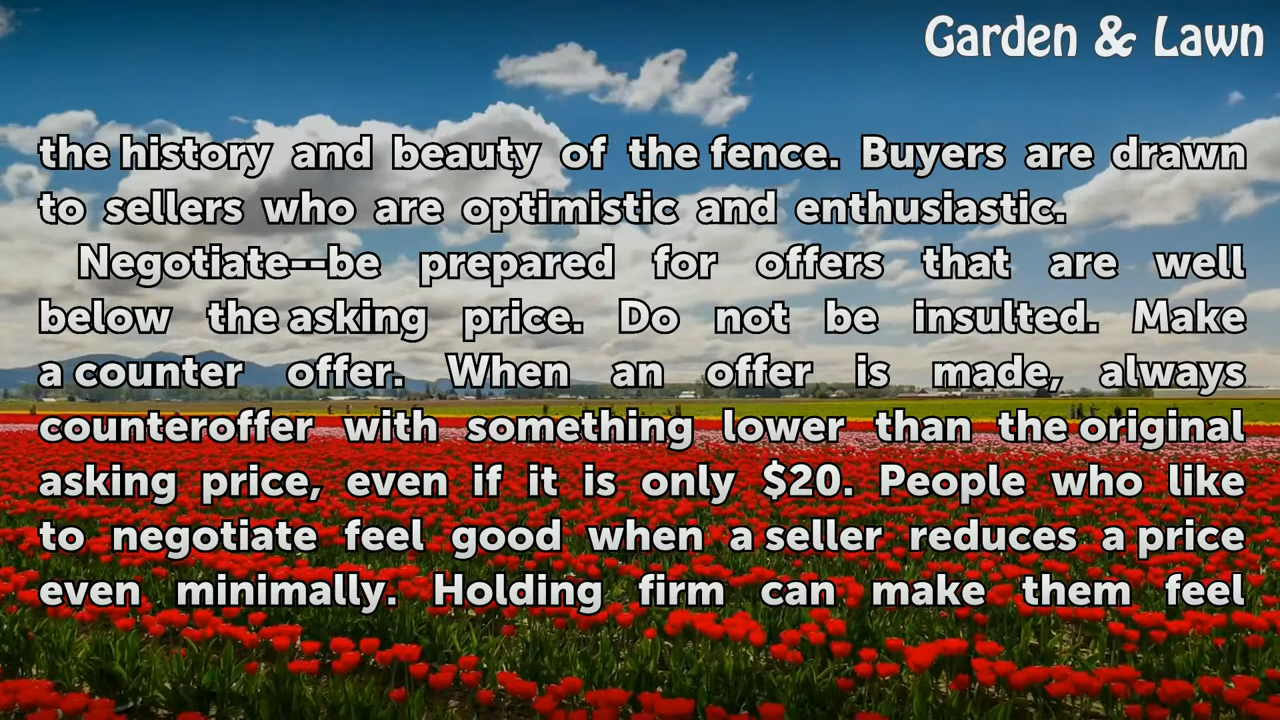 Garden & Lawn
the history and beauty of the fence. Buyers are drawn
to sellers who are optimistic and enthusiastic.
Negotiate--be prepared for offers that are well
below the asking price. Do not be insulted. Make
a counter offer. When an offer is made, always
counteroffer with something lower than the original
asking price, even if it is only $20. People who like
to negotiate feel good when a seller reduces a price
even minimally. Holding firm can make them feel